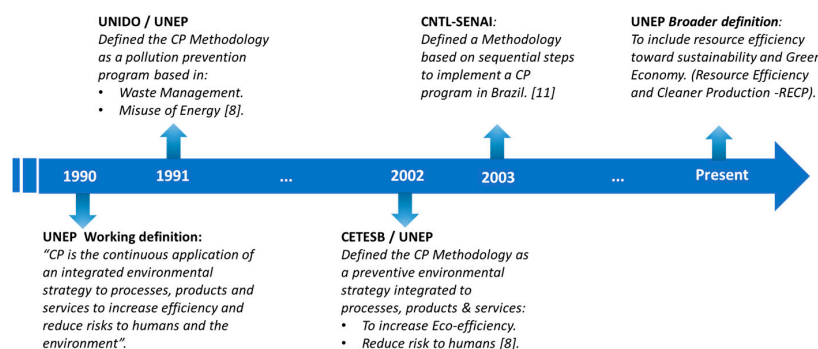 UNIDO / UNEP
Defined the CP Methodology
as a pollution prevention
program based in:
• Waste Management.
• Misuse of Energy [8].
CNTL-SENAI:
Defined a Methodology
based on sequential steps
to implement a CP
program in Brazil. [11]
UNEP Broader definition:
To include resource efficiency
toward sustainability and Green
Economy. (Resource Efficiency
and Cleaner Production -RECP).
1990 1991 ... 2002 2003 ... Present
UNEP Working definition:
“CP is the continuous application of
an integrated environmental
strategy to processes, products and
services to increase efficiency and
reduce risks to humans and the
environment”.
CETESB / UNEP
Defined the CP Methodology as
a preventive environmental
strategy integrated to
processes, products & services:
• To increase Eco-efficiency.
• Reduce risk to humans [8].